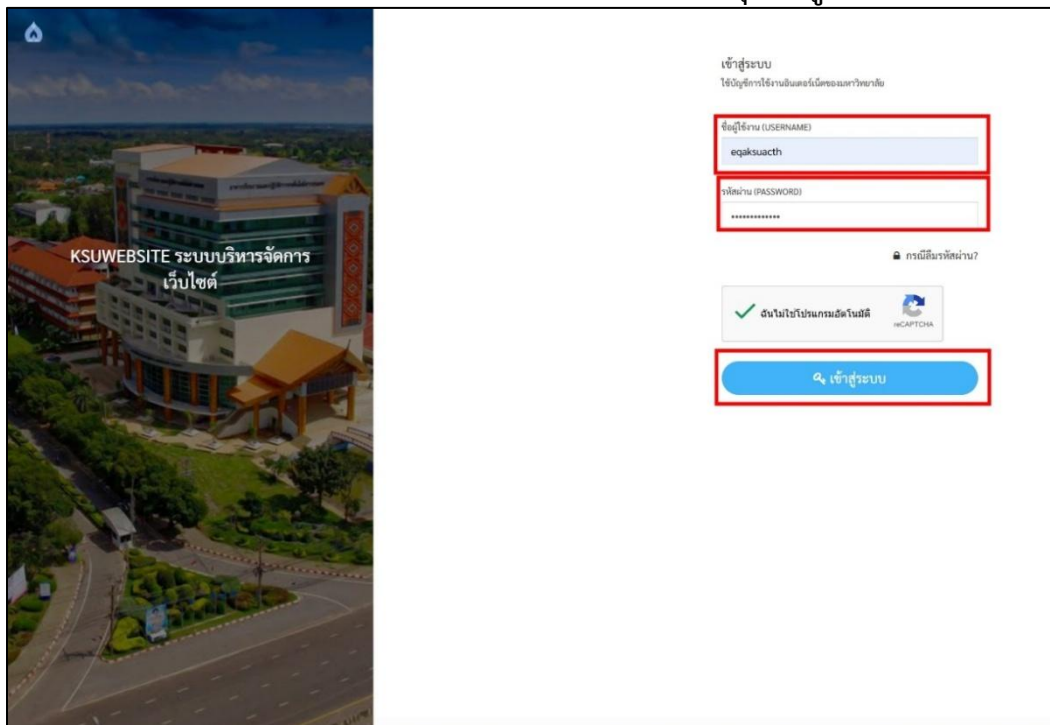 เข้าสู่ระบบ
ใช้บัญชีการใช้งานอินเตอร์เน็ตของมหาวิทยาลัย
ชื่อผู้ใช้งาน (USERNAME)
eqaksuacth
รหัสผ่าน (PASSWORD)
•••••••••••••
กรณีลืมรหัสผ่าน?
ฉันไม่ใช่โปรแกรมอัตโนมัติ
reCAPTCHA
เข้าสู่ระบบ
KSUWEBSITE ระบบบริหารจัดการ
เว็บไซต์